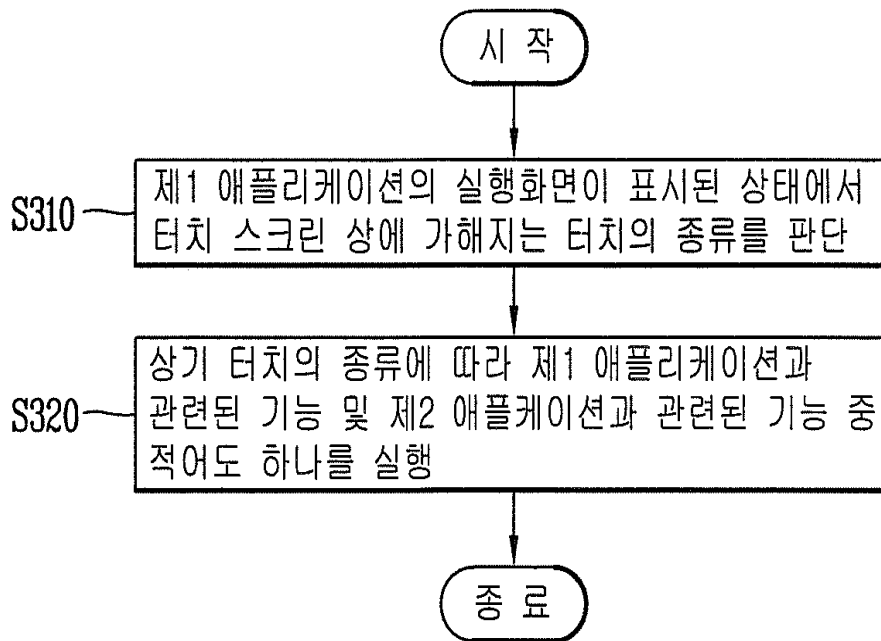 시 작
S310
제1 애플리케이션의 실행화면이 표시된 상태에서
터치 스크린 상에 가해지는 터치의 종류를 판단
S320
상기 터치의 종류에 따라 제1 애플리케이션과
관련된 기능 및 제2 애플케이션과 관련된 기능 중
적어도 하나를 실행
종 료